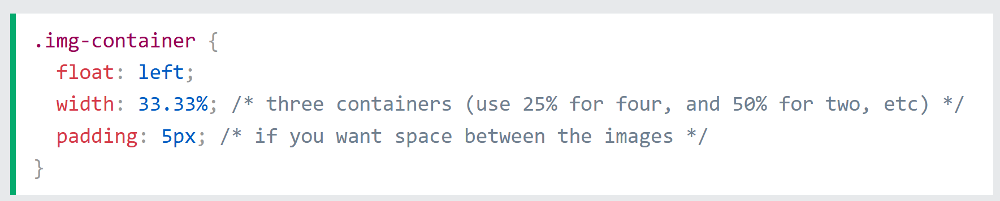 .img-container {
  float: left;
  width: 33.33%; /* three containers (use 25% for four, and 50% for two, etc) */
  padding: 5px; /* if you want space between the images */
}